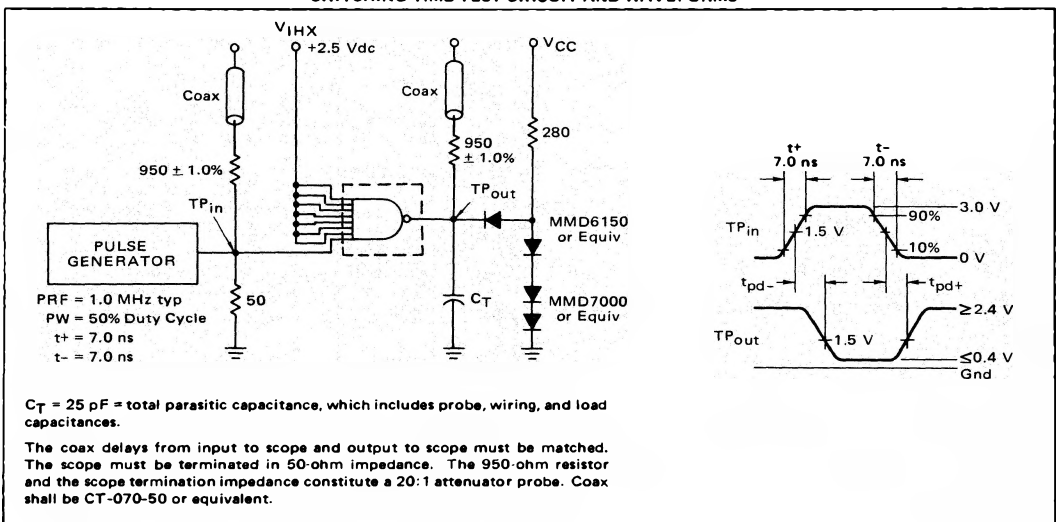 VIHX
+2.5 Vdc
VCC
Coax
Coax
280
950 ± 1.0%
950
± 1.0%
TPin
TPout
MMD6150
or Equiv
PULSE
GENERATOR
50
CT
MMD7000
or Equiv
PRF = 1.0 MHz typ
PW = 50% Duty Cycle
t+ = 7.0 ns
t– = 7.0 ns
t+
7.0 ns
t–
7.0 ns
3.0 V
90%
TPin
1.5 V
10%
0 V
tpd–
tpd+
≥2.4 V
TPout
1.5 V
≤0.4 V
Gnd
CT = 25 pF = total parasitic capacitance, which includes probe, wiring, and load
capacitances.
The coax delays from input to scope and output to scope must be matched.
The scope must be terminated in 50-ohm impedance. The 950-ohm resistor
and the scope termination impedance constitute a 20:1 attenuator probe. Coax
shall be CT-070-50 or equivalent.